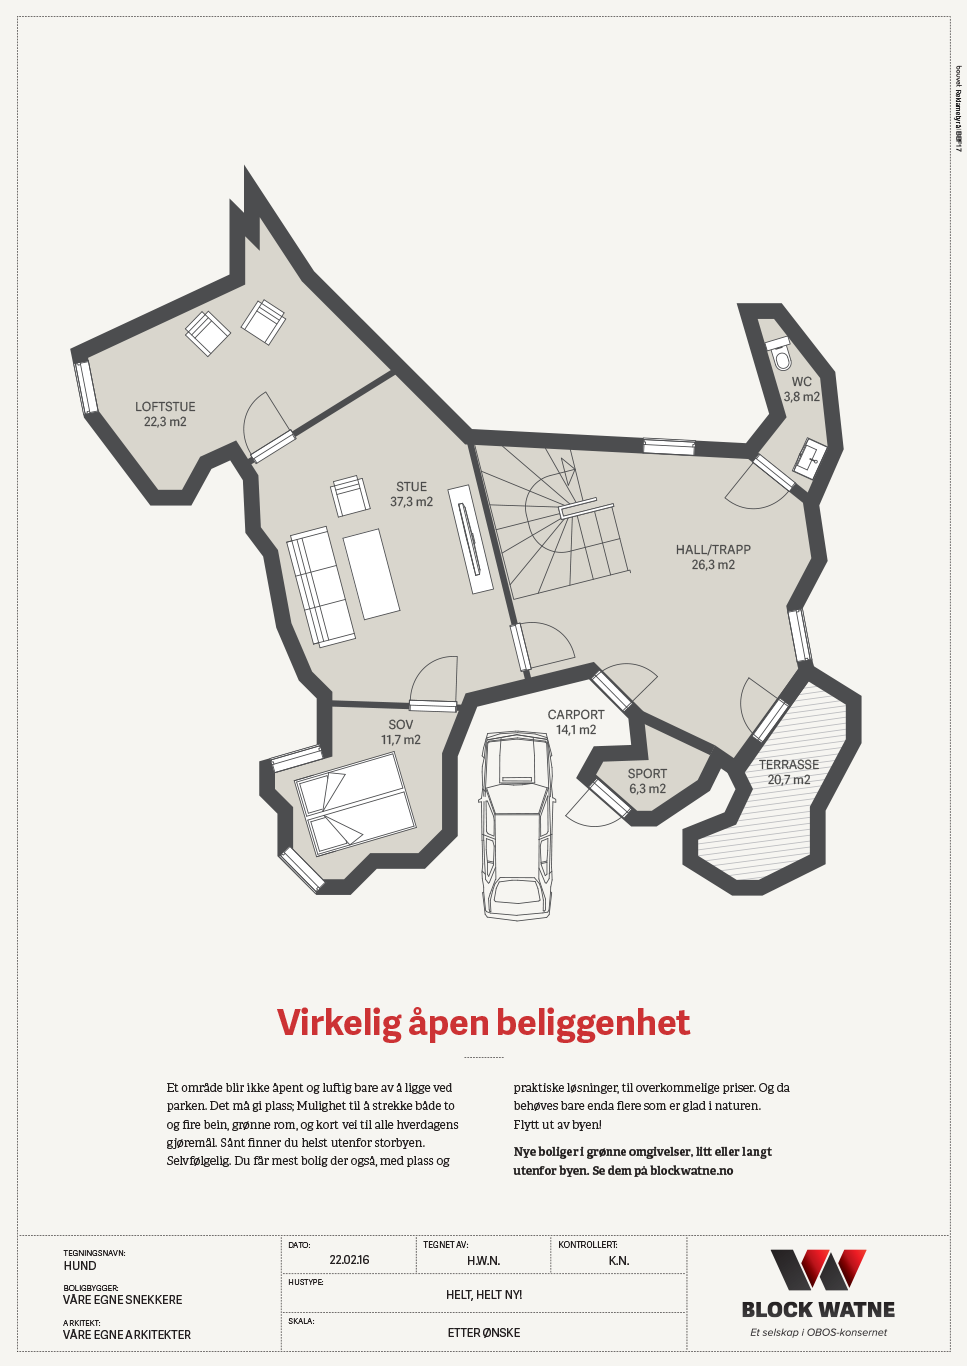 bouvet Reklamebyrå/BBF17
LOFTSTUE
22,3 m2
STUE
37,3 m2
WC
3,8 m2
HALL/TRAPP
26,3 m2
SOV
11,7 m2
CARPORT
14,1 m2
SPORT
6,3 m2
TERRASSE
20,7 m2
Virkelig åpen beliggenhet
Et område blir ikke åpent og luftig bare av å ligge ved
parken. Det må gi plass; Mulighet til å strekke både to
og fire bein, grønne rom, og kort vei til alle hverdagens
gjøremål. Sånt finner du helst utenfor storbyen.
Selvfølgelig. Du får mest bolig der også, med plass og
praktiske løsninger, til overkommelige priser. Og da
behøves bare enda flere som er glad i naturen.
Flytt ut av byen!
Nye boliger i grønne omgivelser, litt eller langt
utenfor byen. Se dem på blockwatne.no
TEGNINGSNAVN:
HUND
BOLIGBYGGER:
VÅRE EGNE SNEKKERE
ARKITEKT:
VÅRE EGNE ARKITEKTER
DATO:
22.02.16
TEGNET AV:
H.W.N.
KONTROLLERT:
K.N.
HUSTYPE:
HELT, HELT NY!
SKALA:
ETTER ØNSKE
BLOCK WATNE
Et selskap i OBOS-konsernet